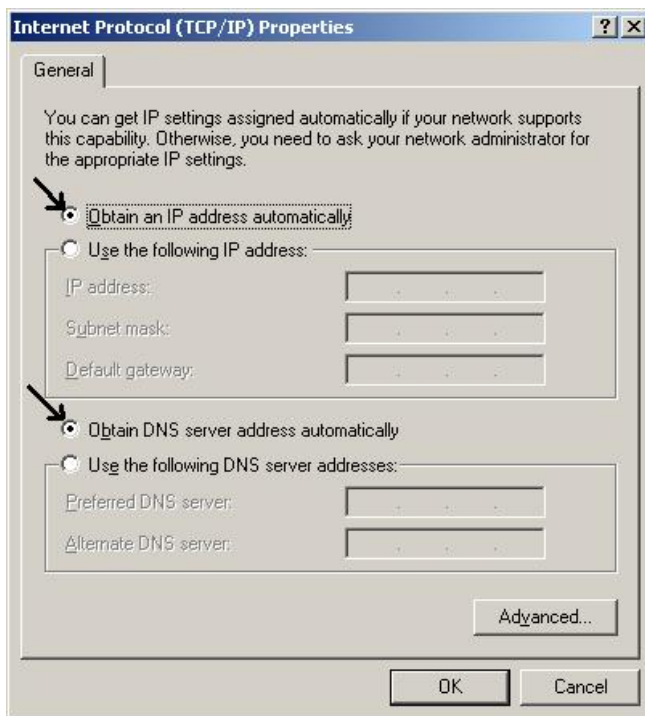 Internet Protocol (TCP/IP) Properties
General
You can get IP settings assigned automatically if your network supports
this capability. Otherwise, you need to ask your network administrator for
the appropriate IP settings.
Obtain an IP address automatically
Use the following IP address:
IP address:
Subnet mask:
Default gateway:
Obtain DNS server address automatically
Use the following DNS server addresses:
Preferred DNS server:
Alternate DNS server:
Advanced...
OK
Cancel